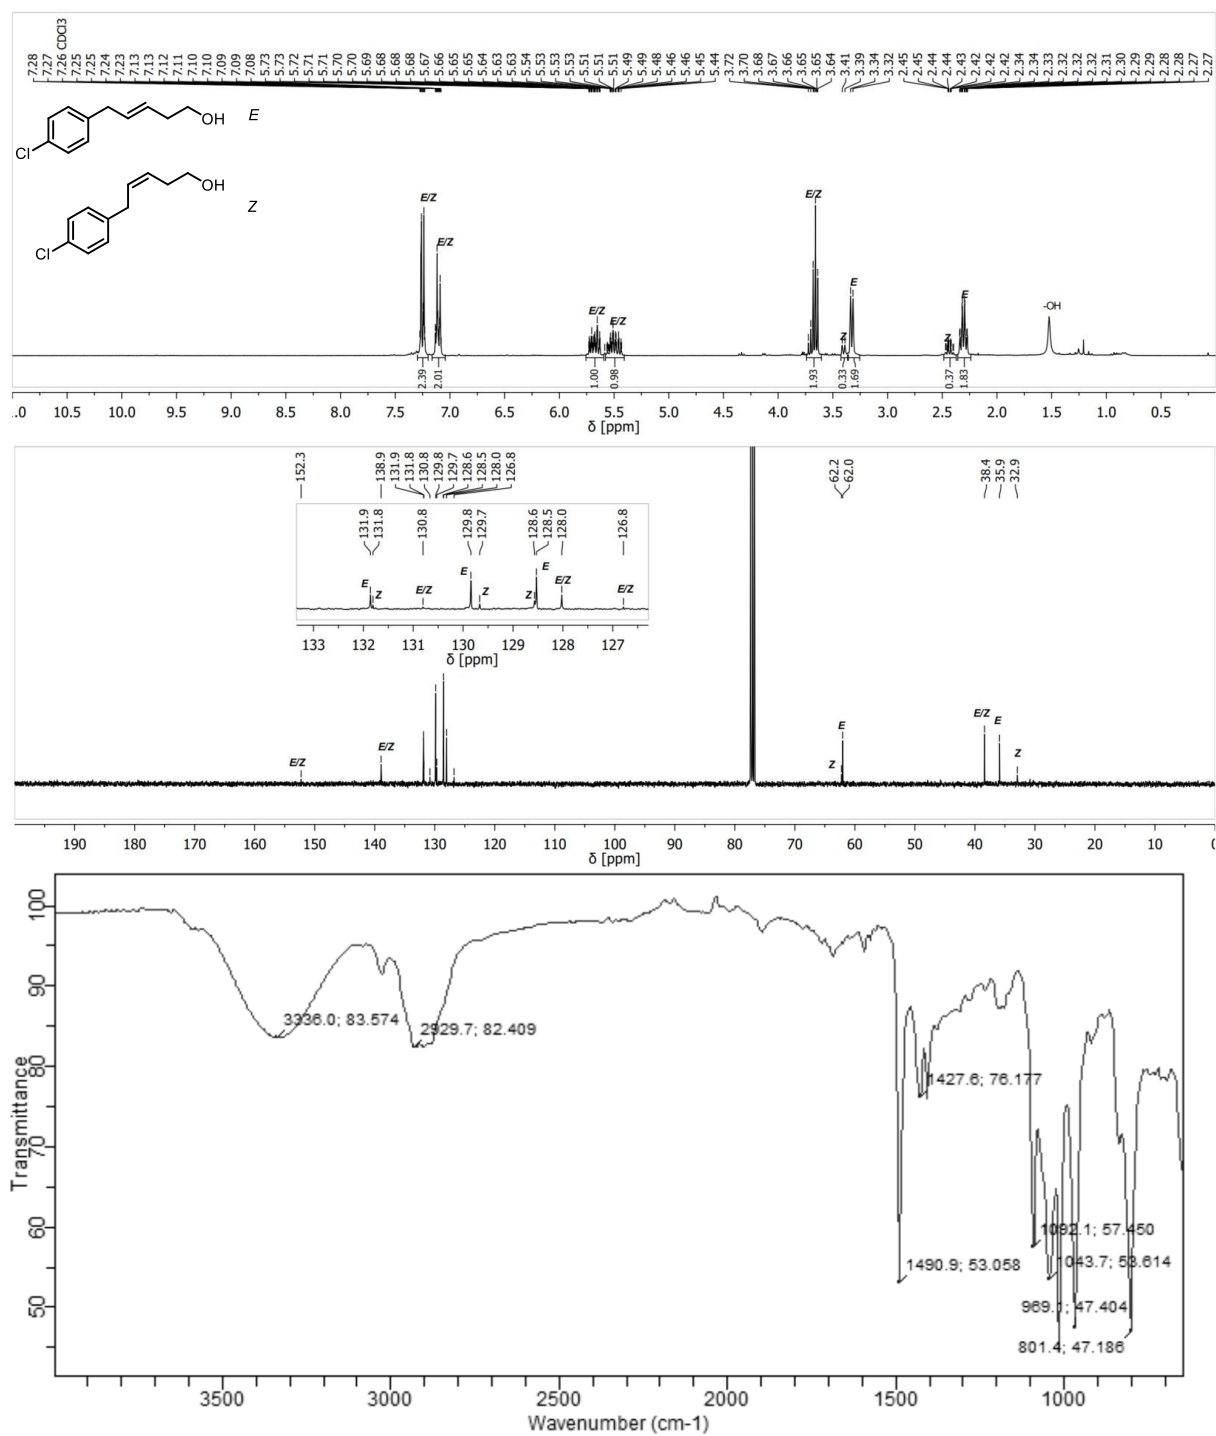 7.28 7.27 7.26 CDCl3 7.25 7.25 7.24 7.23 7.13 7.13 7.12 7.11 7.10 7.10 7.09 7.09 7.08 5.73 5.73 5.72 5.71 5.71 5.70 5.70 5.69 5.68 5.68 5.68 5.67 5.66 5.65 5.65 5.64 5.63 5.63 5.54 5.53 5.53 5.53 5.51 5.51 5.51 5.49 5.49 5.48 5.46 5.46 5.45 5.44 3.72 3.70 3.68 3.67 3.66 3.65 3.65 3.64 3.41 3.39 3.34 3.32 2.45 2.45 2.44 2.44 2.43 2.42 2.42 2.42 2.34 2.34 2.33 2.32 2.32 2.32 2.31 2.30 2.29 2.29 2.28 2.28 2.27 2.27
OH E
Cl
OH
Z
Cl
E/Z E/Z E/Z E/Z E/Z Z E Z E -OH
2.39 2.01 1.00 0.98 1.93 0.33 1.69 0.37 1.83
.0 10.5 10.0 9.5 9.0 8.5 8.0 7.5 7.0 6.5 6.0 5.5 5.0 4.5 4.0 3.5 3.0 2.5 2.0 1.5 1.0 0.5
δ [ppm]
152.3 138.9 131.9 131.8 130.8 129.8 129.7 128.6 128.5 128.0 126.8 62.2 62.0 38.4 35.9 32.9
131.9 131.8 130.8 129.8 129.7 128.6 128.5 128.0 126.8
E Z E/Z E Z Z E E/Z E/Z
133 132 131 130 129 128 127
δ [ppm]
E/Z E/Z Z E E/Z E Z
190 180 170 160 150 140 130 120 110 100 90 80 70 60 50 40 30 20 10 0
δ [ppm]
100
90
80
70
60
50
Transmittance
3336.0; 83.574
2929.7; 82.409
1427.6; 76.177
1092.1; 57.450
1490.9; 53.058
1043.7; 53.614
969.1; 47.404
801.4; 47.186
3500 3000 2500 2000 1500 1000
Wavenumber (cm-1)